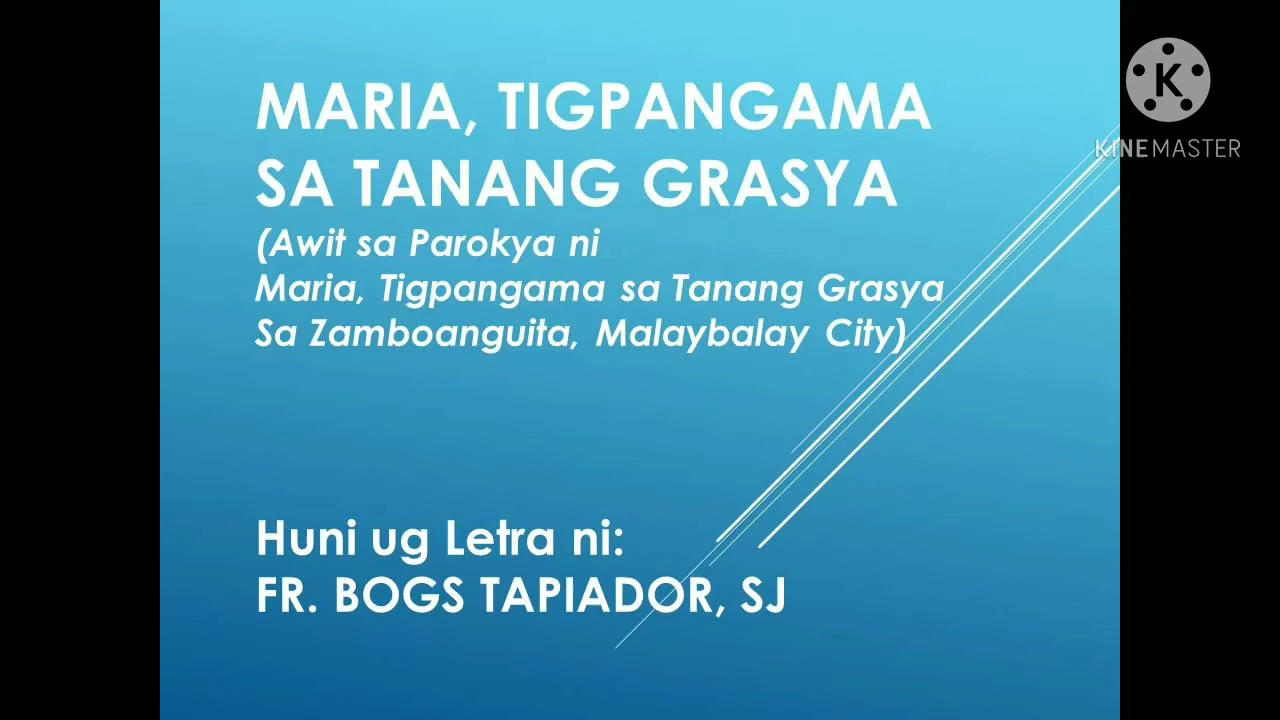 MARIA, TIGPANGAMA
SA TANANG GRASYA
(Awit sa Parokya ni
Maria, Tigpangama sa Tanang Grasya
Sa Zamboanguita, Malaybalay City)
Huni ug Letra ni:
FR. BOGS TAPIADOR, SJ
K
KINEMASTER